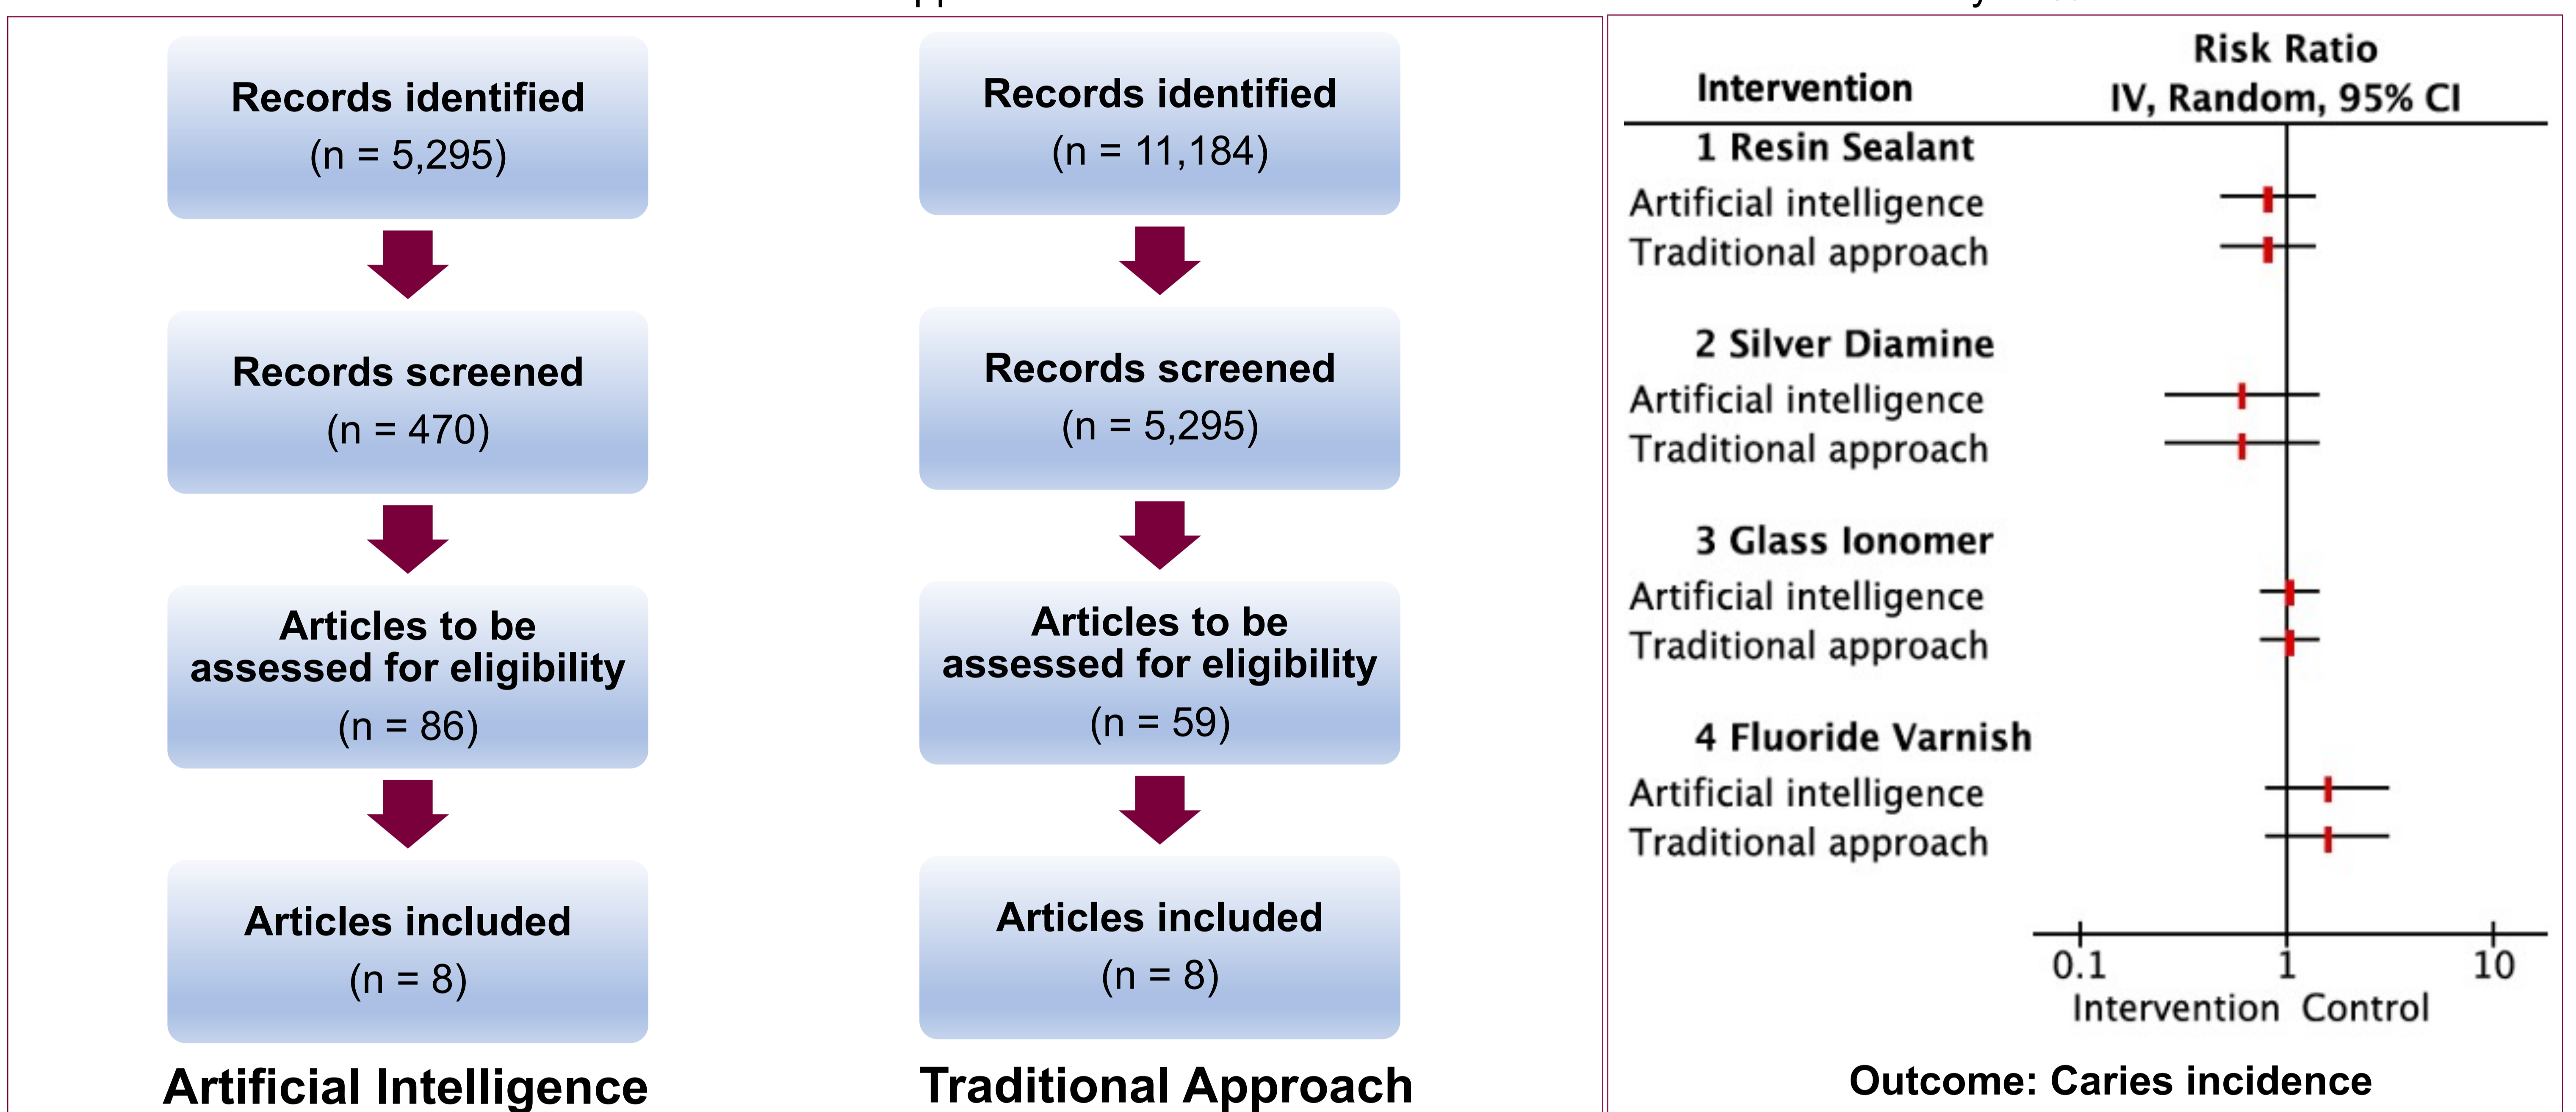 Records identified
(n = 5,295)
Records screened
(n = 470)
Articles to be
assessed for eligibility
(n = 86)
Articles included
(n = 8)
Artificial Intelligence
Records identified
(n = 11,184)
Records screened
(n = 5,295)
Articles to be
assessed for eligibility
(n = 59)
Articles included
(n = 8)
Traditional Approach
Risk Ratio
Intervention
IV, Random, 95% CI
1 Resin Sealant
Artificial intelligence
Traditional approach
2 Silver Diamine
Artificial intelligence
Traditional approach
3 Glass Ionomer
Artificial intelligence
Traditional approach
4 Fluoride Varnish
Artificial intelligence
Traditional approach
0.1 1 10
Intervention Control
Outcome: Caries incidence